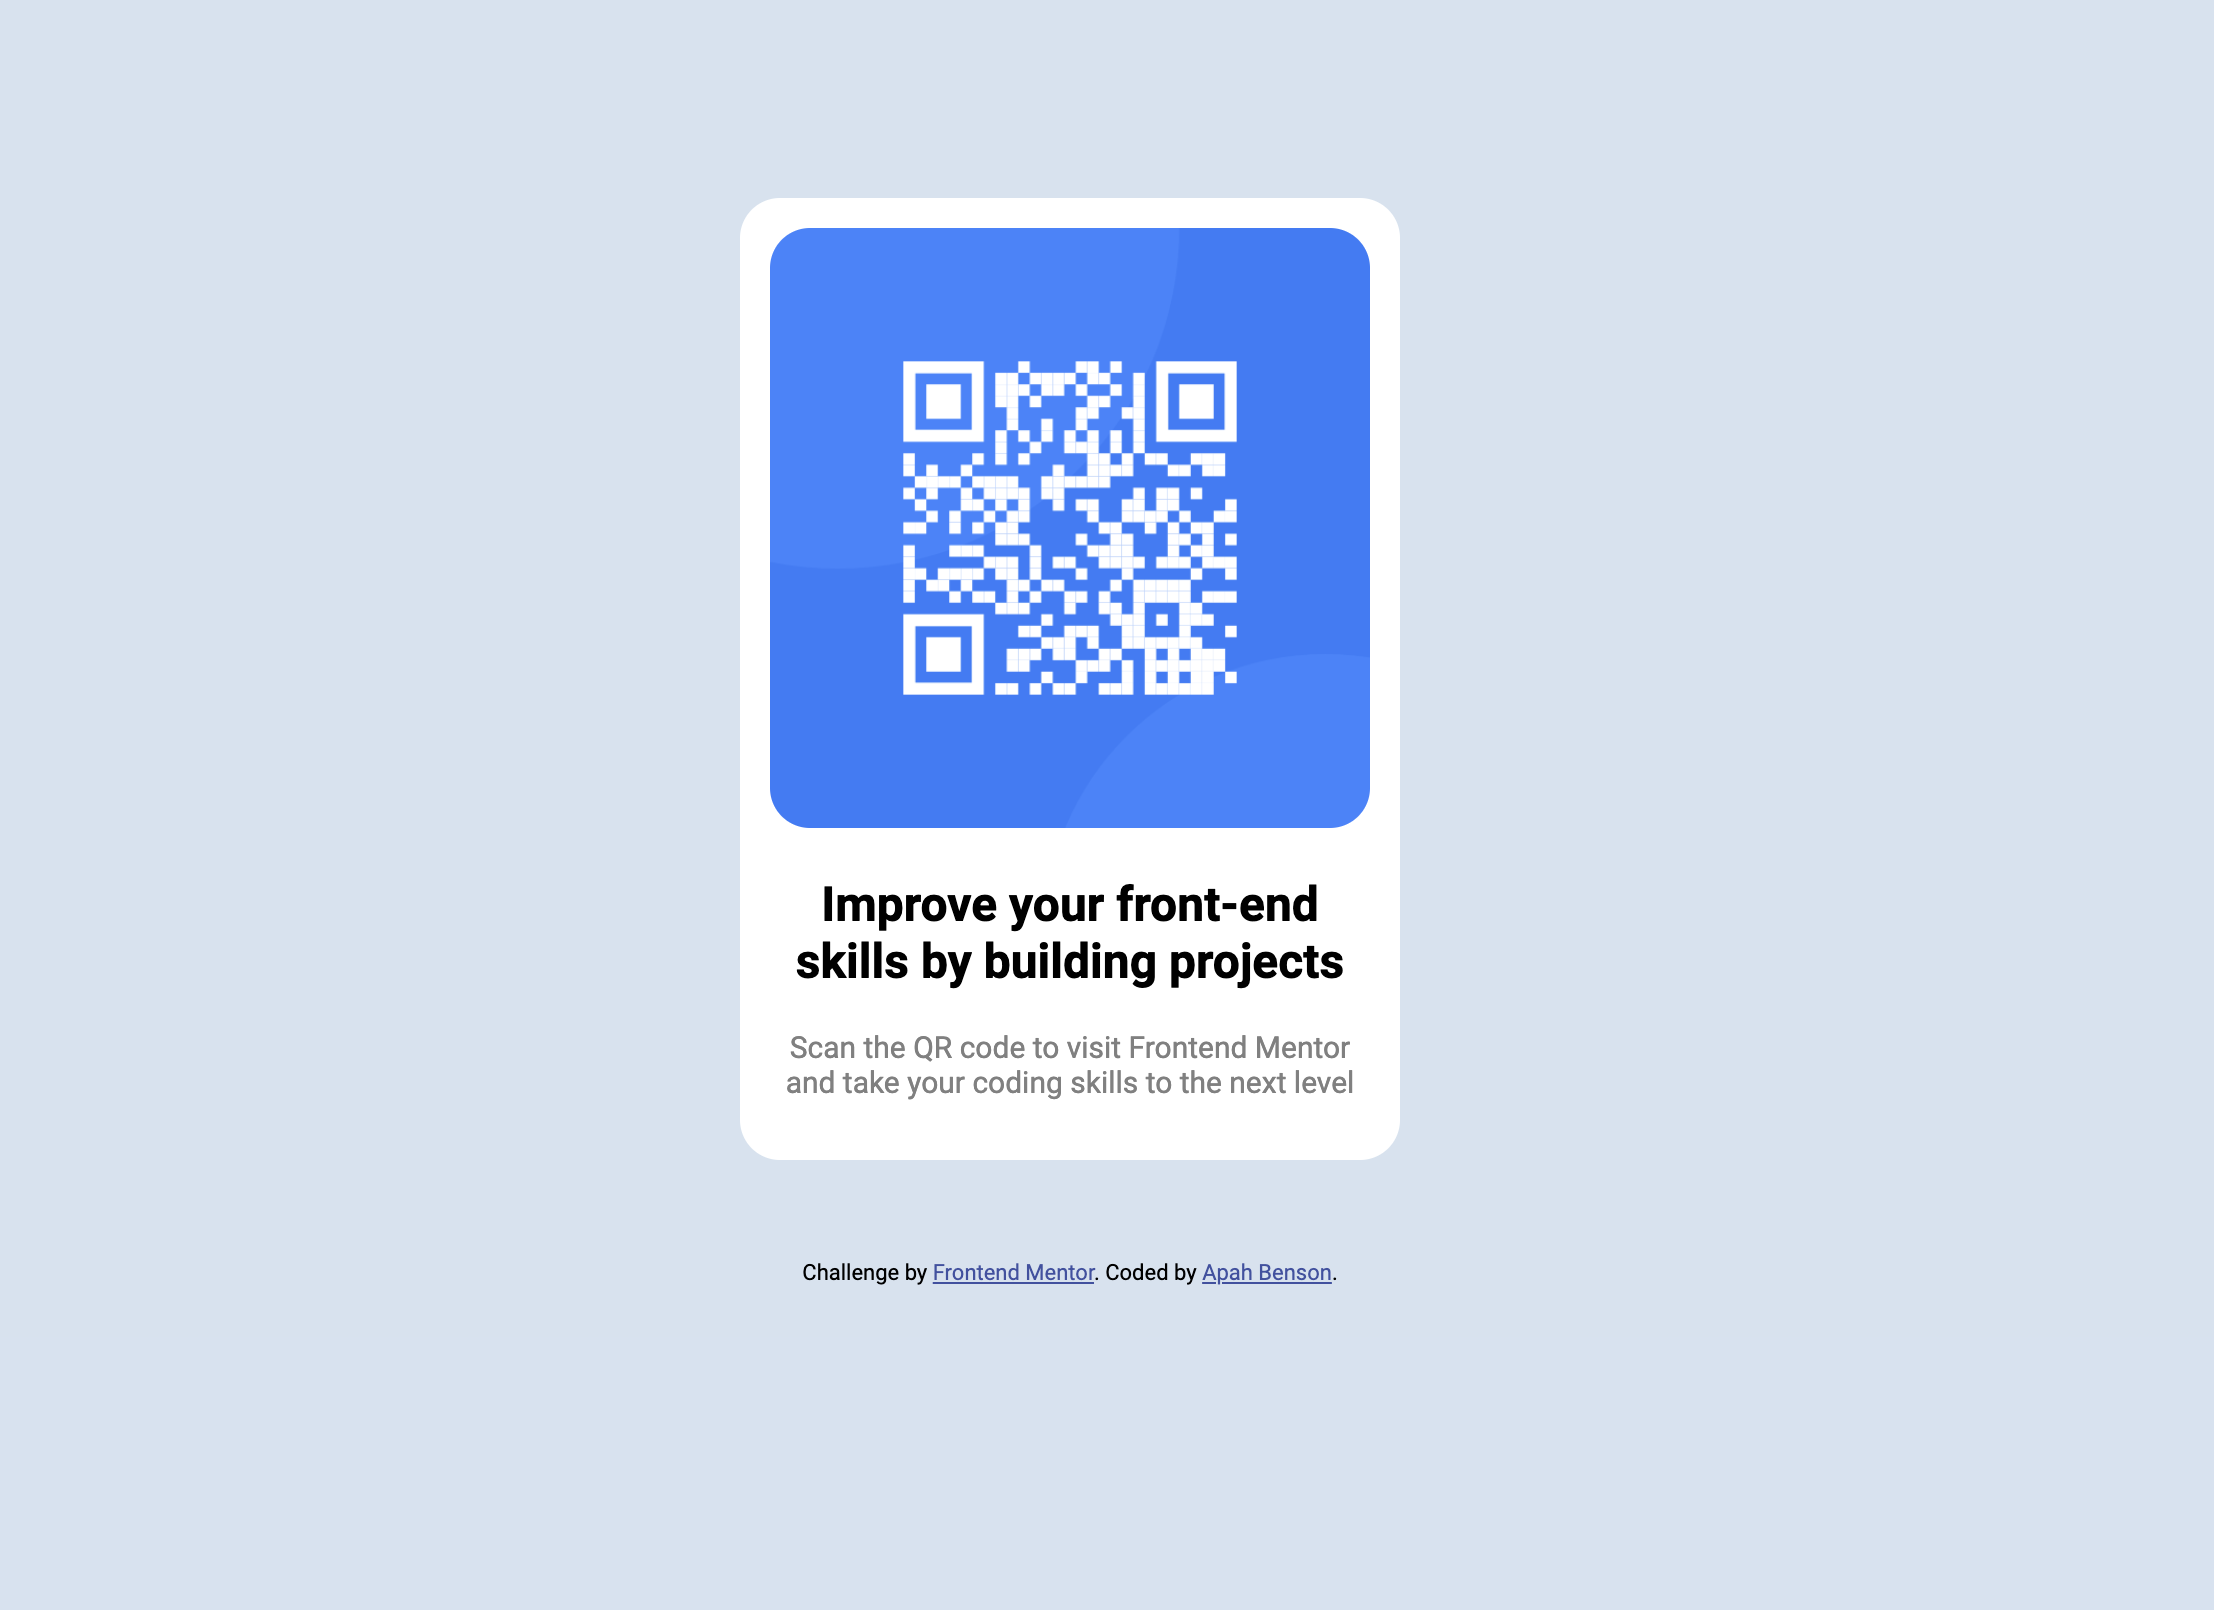 Improve your front-end
skills by building projects
Scan the QR code to visit Frontend Mentor
and take your coding skills to the next level
Challenge by Frontend Mentor. Coded by Apah Benson.